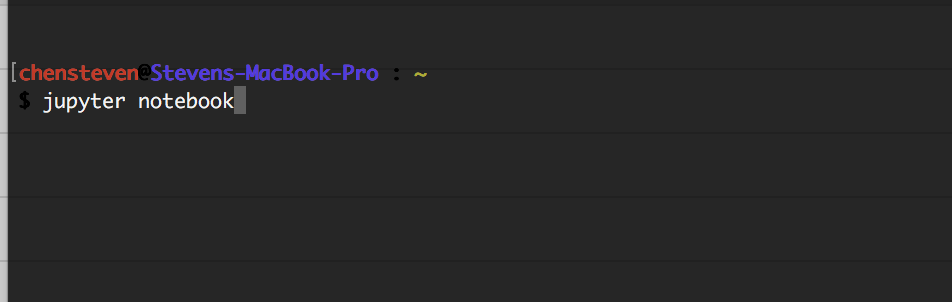 [chensteven@Stevens-MacBook-Pro : ~
$ jupyter notebook